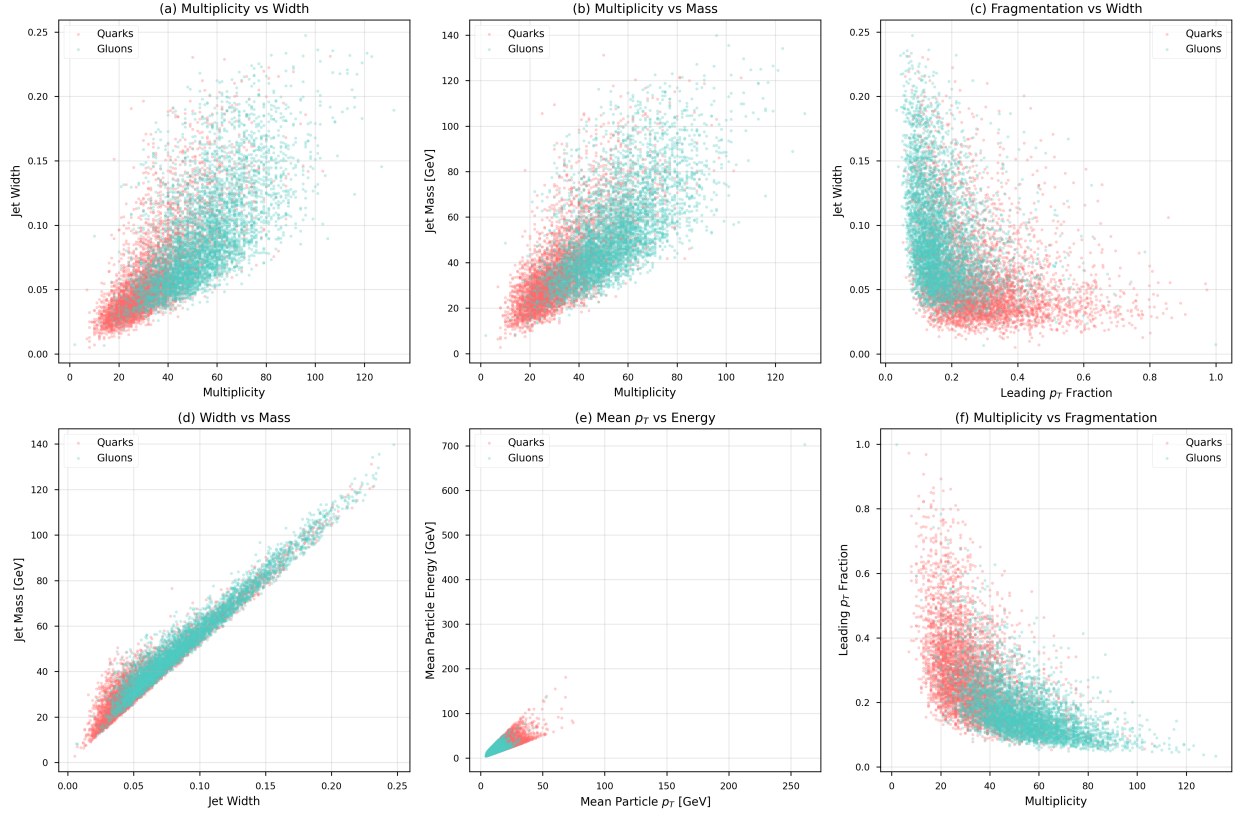 (a) Multiplicity vs Width
Quarks
Gluons
0.25
0.20
0.15
0.10
0.05
0.00
Jet Width
0 20 40 60 80 100 120
Multiplicity
(b) Multiplicity vs Mass
Quarks
Gluons
140
120
100
80
60
40
20
0
Jet Mass [GeV]
0 20 40 60 80 100 120
Multiplicity
(c) Fragmentation vs Width
Quarks
Gluons
0.25
0.20
0.15
0.10
0.05
0.00
Jet Width
0.0 0.2 0.4 0.6 0.8 1.0
Leading p_T Fraction
(d) Width vs Mass
Quarks
Gluons
140
120
100
80
60
40
20
0
Jet Mass [GeV]
0.00 0.05 0.10 0.15 0.20 0.25
Jet Width
(e) Mean p_T vs Energy
Quarks
Gluons
700
600
500
400
300
200
100
0
Mean Particle Energy [GeV]
0 50 100 150 200 250
Mean Particle p_T [GeV]
(f) Multiplicity vs Fragmentation
Quarks
Gluons
1.0
0.8
0.6
0.4
0.2
0.0
Leading p_T Fraction
0 20 40 60 80 100 120
Multiplicity